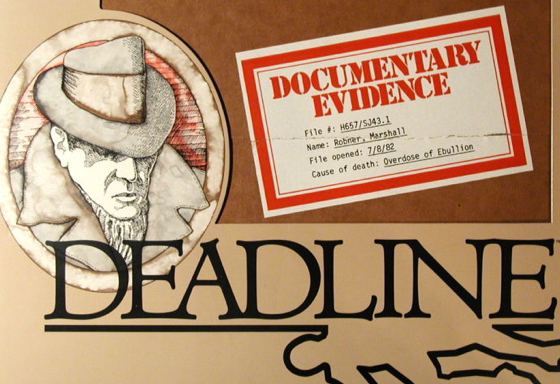 DOCUMENTARY
EVIDENCE
File #: H657/SJ43.1
Name: Robner, Marshall
File opened: 7/8/82
Cause of death: Overdose of Ebullion
DEADLINE